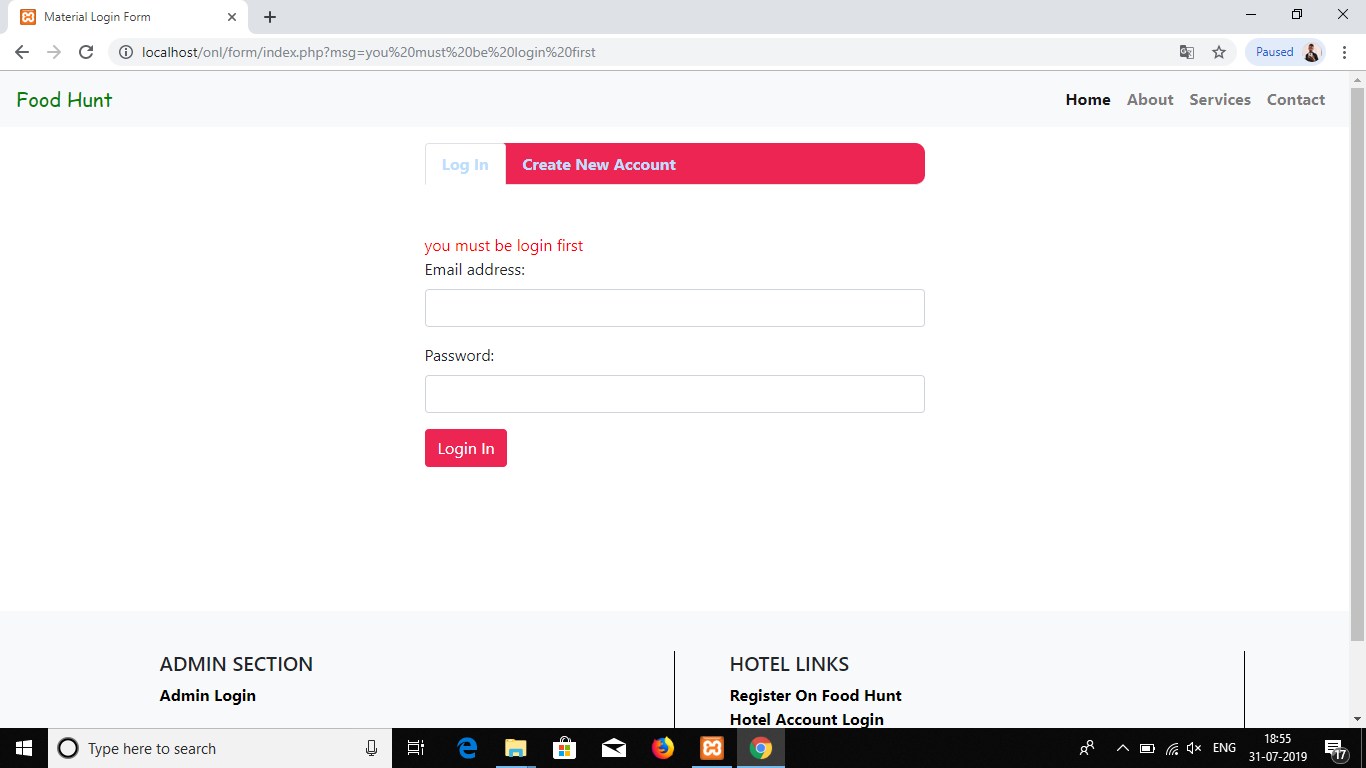 Material Login Form
localhost/onl/form/index.php?msg=you%20must%20be%20login%20first
Paused
Food Hunt
Home About Services Contact
Log In Create New Account
you must be login first
Email address:
Password:
Login In
ADMIN SECTION
Admin Login
HOTEL LINKS
Register On Food Hunt
Hotel Account Login
Type here to search
ENG
18:55
31-07-2019
17